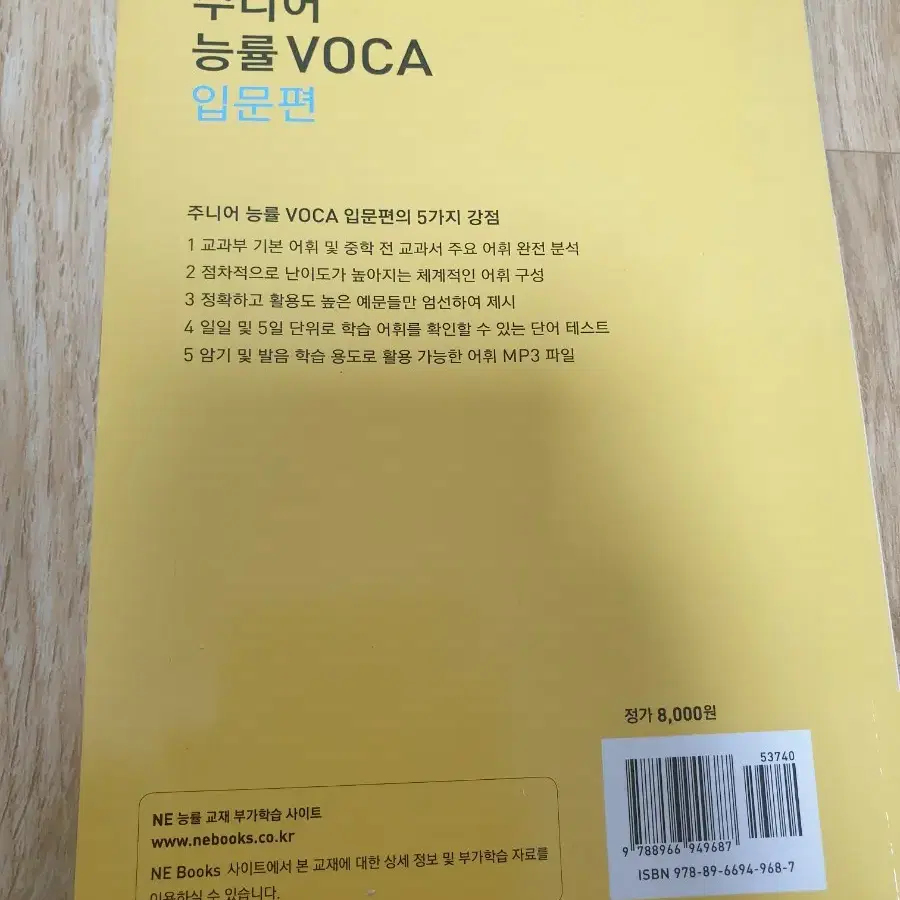 주니어
능률 VOCA
입문편
주니어 능률 VOCA 입문편의 5가지 강점
1 교과부 기본 어휘 및 중학 전 교과서 주요 어휘 완전 분석
2 점차적으로 난이도가 높아지는 체계적인 어휘 구성
3 정확하고 활용도 높은 예문들만 엄선하여 제시
4 일일 및 5일 단위로 학습 어휘를 확인할 수 있는 단어 테스트
5 암기 및 발음 학습 용도로 활용 가능한 어휘 MP3 파일
정가 8,000원
53740
9 788966 949687
ISBN 978-89-6694-968-7
NE 능률 교재 부가학습 사이트
www.nebooks.co.kr
NE Books 사이트에서 본 교재에 대한 상세 정보 및 부가학습 자료를
이용하실 수 있습니다.